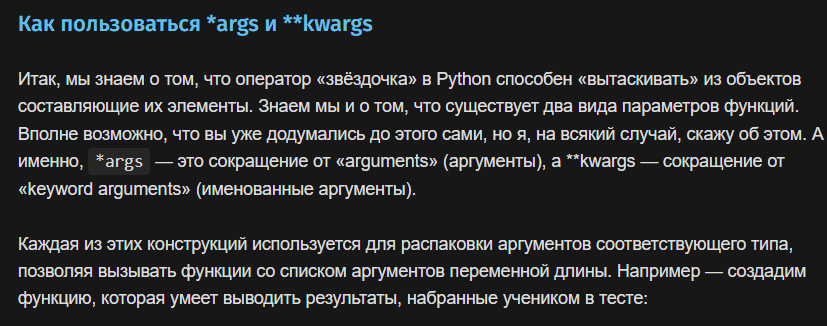 Как пользоваться *args и **kwargs
Итак, мы знаем о том, что оператор «звёздочка» в Python способен «вытаскивать» из объектов
составляющие их элементы. Знаем мы и о том, что существует два вида параметров функций.
Вполне возможно, что вы уже додумались до этого сами, но я, на всякий случай, скажу об этом. А
именно, *args — это сокращение от «arguments» (аргументы), а **kwargs — сокращение от
«keyword arguments» (именованные аргументы).
Каждая из этих конструкций используется для распаковки аргументов соответствующего типа,
позволяя вызывать функции со списком аргументов переменной длины. Например — создадим
функцию, которая умеет выводить результаты, набранные учеником в тесте: